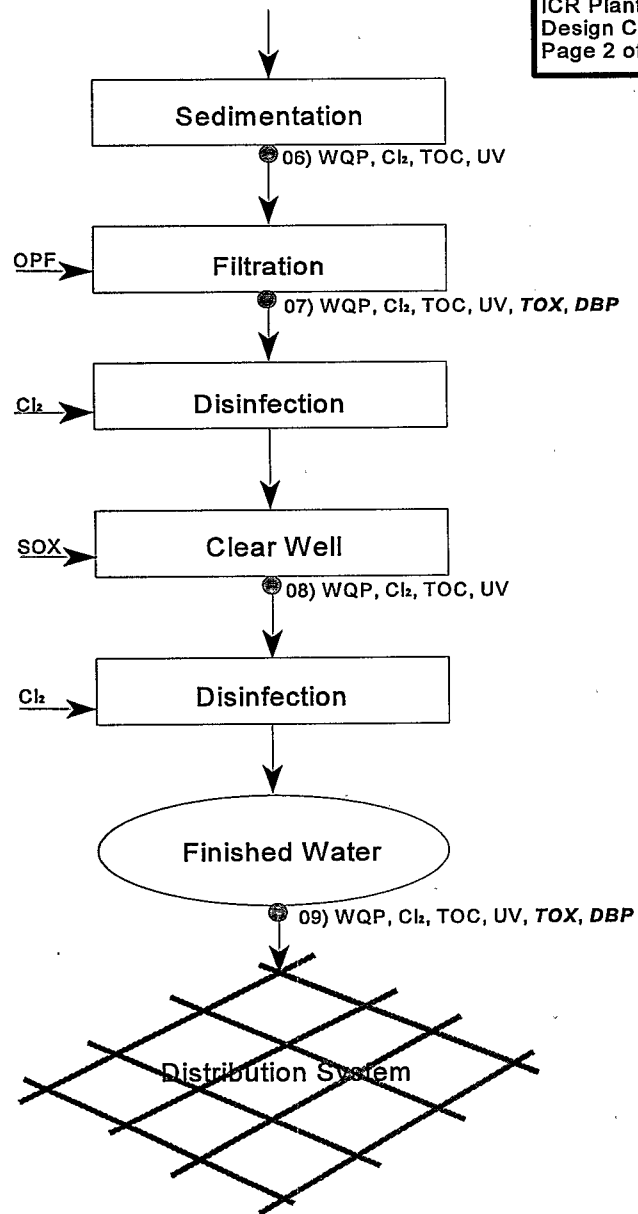 ICR Plant
Design C
Page 2 of
Sedimentation
06) WQP, Cl₂, TOC, UV
OPF
Filtration
07) WQP, Cl₂, TOC, UV, TOX, DBP
Cl₂
Disinfection
SOX
Clear Well
08) WQP, Cl₂, TOC, UV
Cl₂
Disinfection
Finished Water
09) WQP, Cl₂, TOC, UV, TOX, DBP
Distribution System